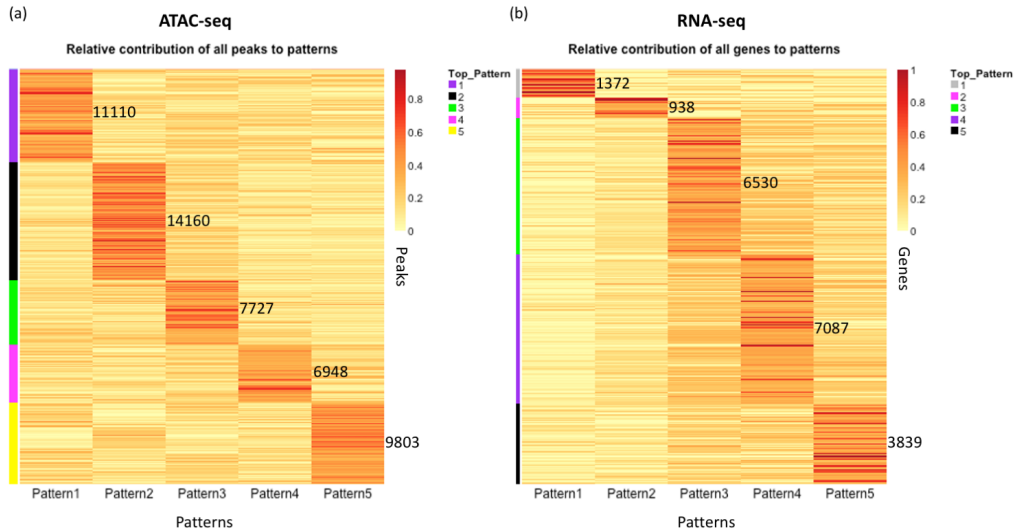 (a)
ATAC-seq
Relative contribution of all peaks to patterns
11110
14160
7727
6948
9803
Top_Pattern
1
2
3
4
5
0.8
0.6
0.4
0.2
0
Peaks
Pattern1 Pattern2 Pattern3 Pattern4 Pattern5
Patterns
(b)
RNA-seq
Relative contribution of all genes to patterns
1372
938
6530
7087
3839
1
0.8
0.6
0.4
0.2
0
Top_Pattern
1
2
3
4
5
Genes
Pattern1 Pattern2 Pattern3 Pattern4 Pattern5
Patterns